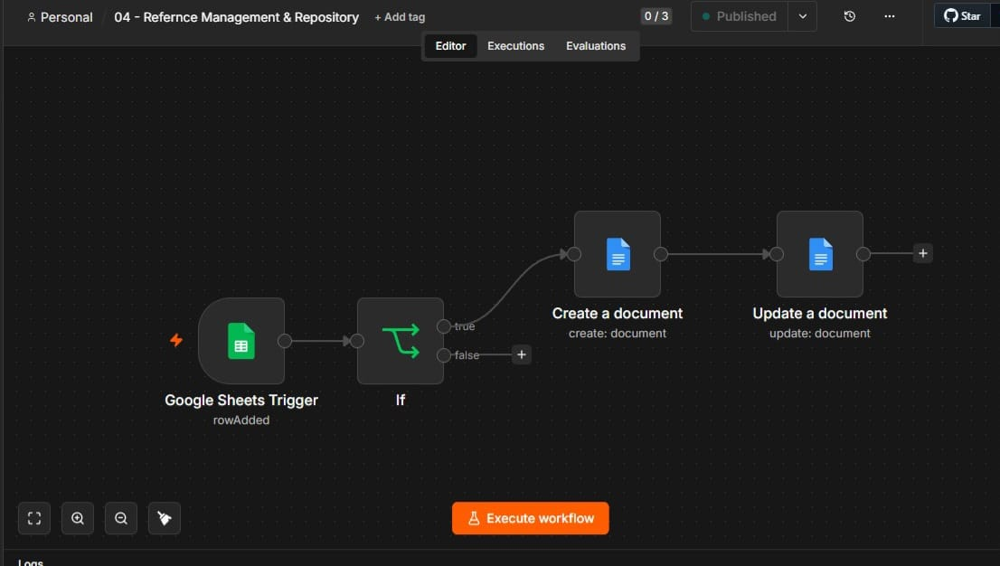 Personal / 04 - Refernce Management & Repository + Add tag 0 / 3 Published Star
Editor Executions Evaluations
true
false
Create a document
create: document
Update a document
update: document
Google Sheets Trigger
rowAdded
If
Execute workflow
Logs